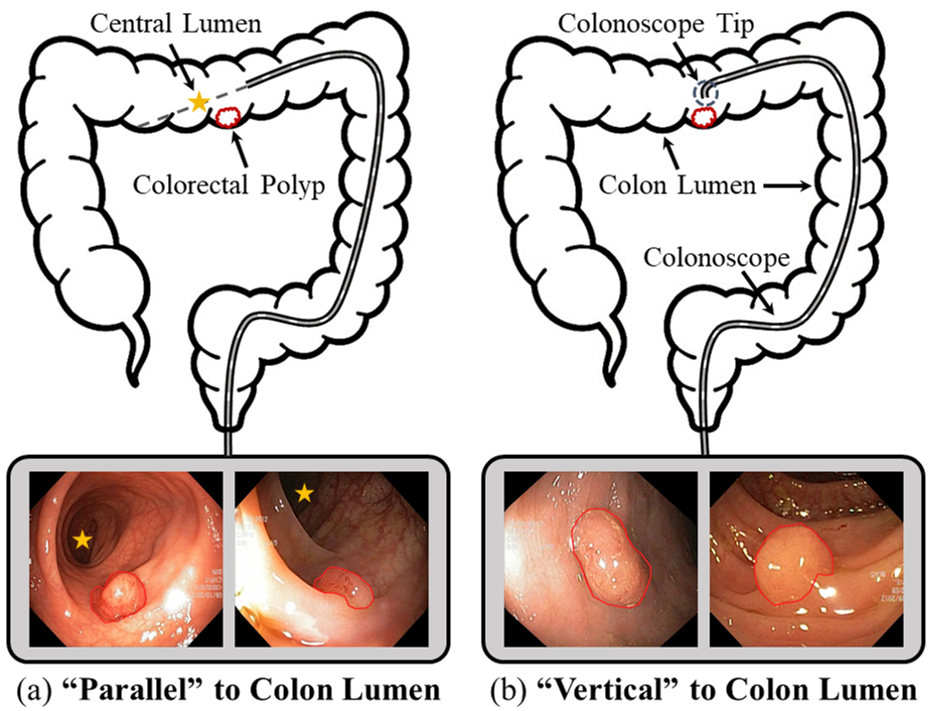 Central Lumen
Colorectal Polyp
Colonoscope Tip
Colon Lumen
Colonoscope
(a) “Parallel” to Colon Lumen
(b) “Vertical” to Colon Lumen